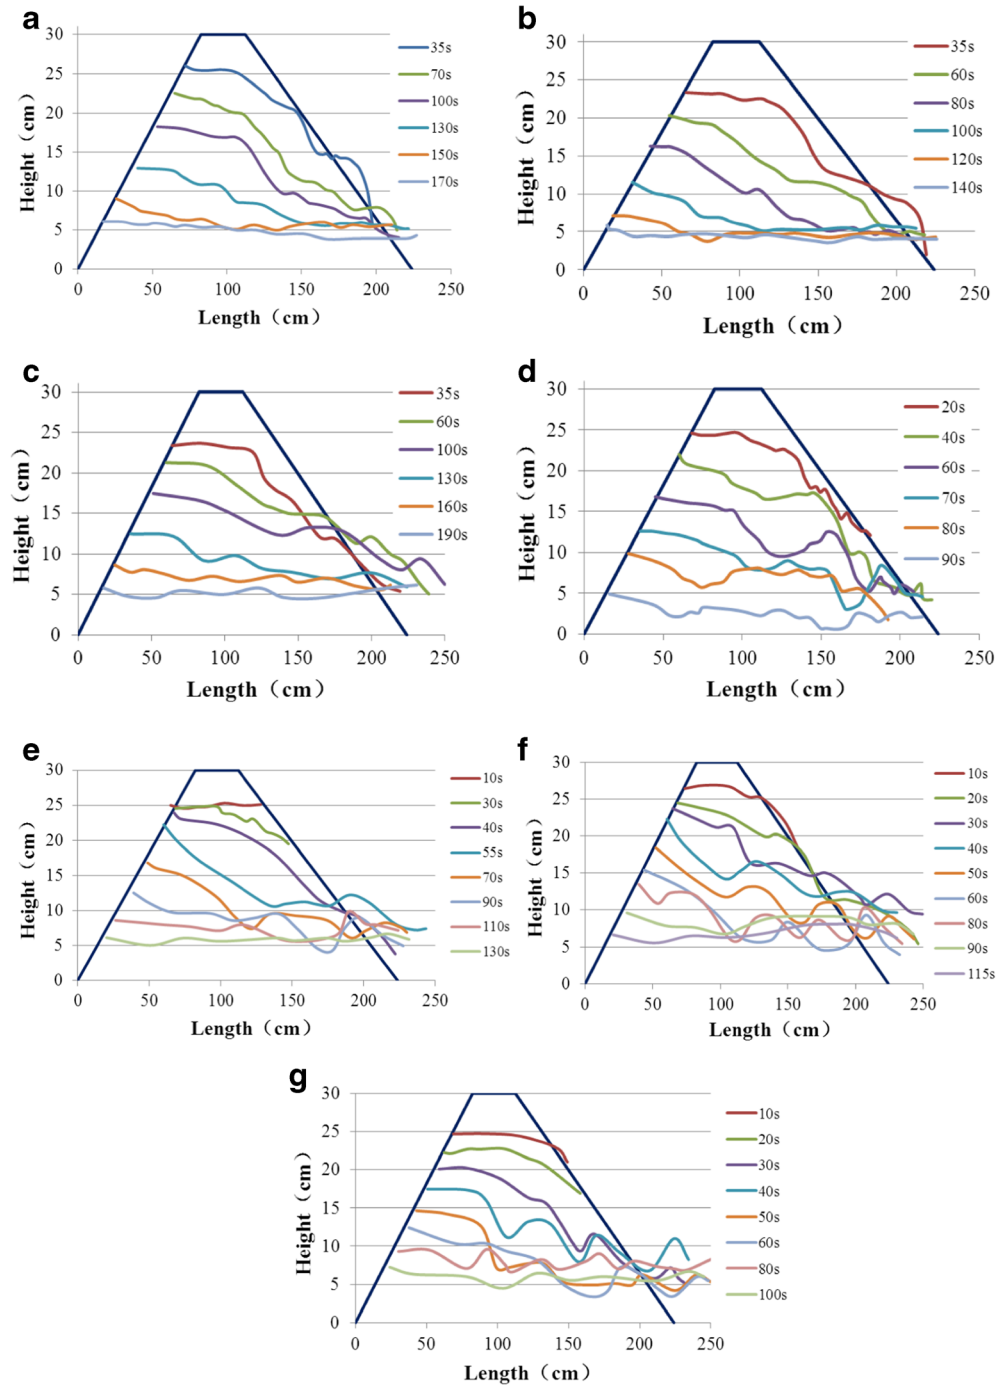 a
30
25
20
15
10
5
0
Height（cm）
0 50 100 150 200 250
Length（cm）
35s
70s
100s
130s
150s
170s
b
30
25
20
15
10
5
0
Height（cm）
0 50 100 150 200 250
Length（cm）
35s
60s
80s
100s
120s
140s
c
30
25
20
15
10
5
0
Height（cm）
0 50 100 150 200 250
Length（cm）
35s
60s
100s
130s
160s
190s
d
30
25
20
15
10
5
0
Height（cm）
0 50 100 150 200 250
Length（cm）
20s
40s
60s
70s
80s
90s
e
30
25
20
15
10
5
0
Height（cm）
0 50 100 150 200 250
Length（cm）
10s
30s
40s
55s
70s
90s
110s
130s
f
30
25
20
15
10
5
0
Height（cm）
0 50 100 150 200 250
Length（cm）
10s
20s
30s
40s
50s
60s
80s
90s
115s
g
30
25
20
15
10
5
0
Height（cm）
0 50 100 150 200 250
Length（cm）
10s
20s
30s
40s
50s
60s
80s
100s